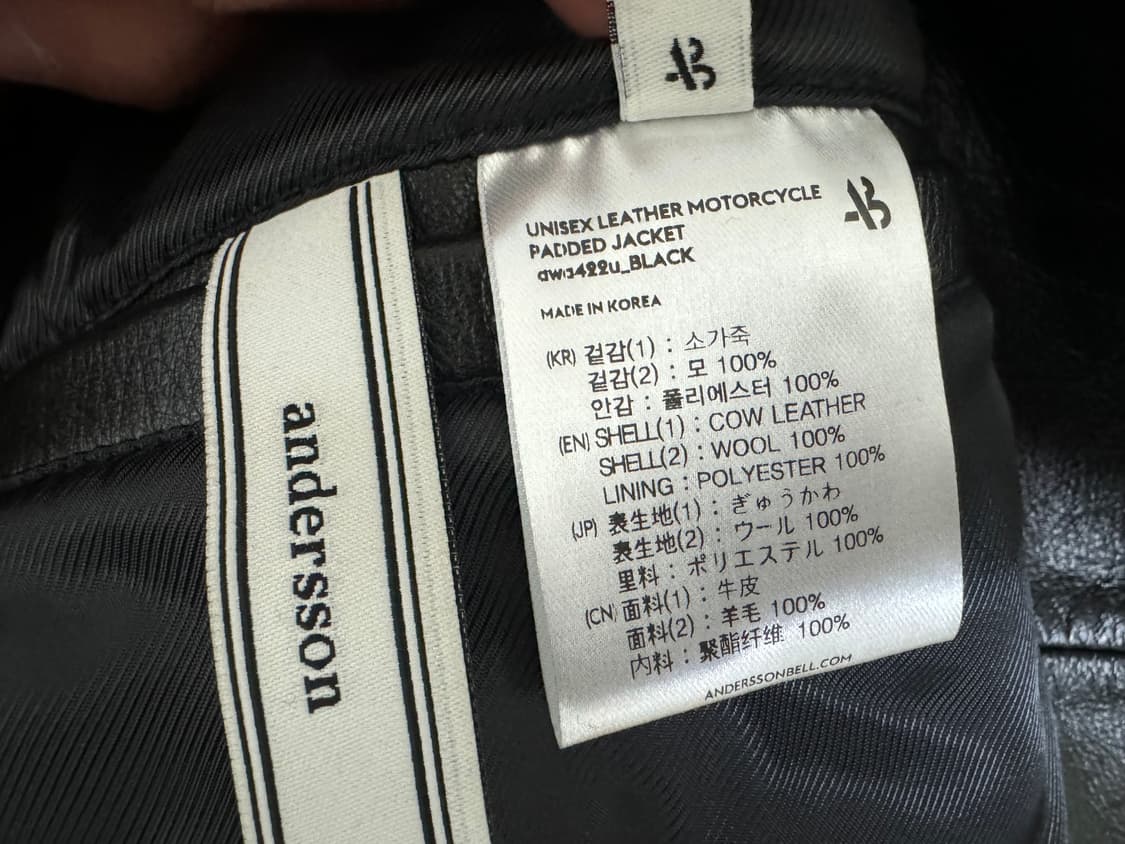 AB
AB
UNISEX LEATHER MOTORCYCLE
PADDED JACKET
awa422u_BLACK
MADE IN KOREA
(KR) 겉감(1) : 소가죽
겉감(2) : 모 100%
안감 : 폴리에스터 100%
(EN) SHELL(1) : COW LEATHER
SHELL(2) : WOOL 100%
LINING : POLYESTER 100%
(JP) 表生地(1) : ぎゅうかわ
表生地(2) : ウール 100%
里料 : ポリエステル 100%
(CN) 面料(1) : 牛皮
面料(2) : 羊毛 100%
内料 : 聚酯纤维 100%
ANDERSSONBELL.COM
andersson